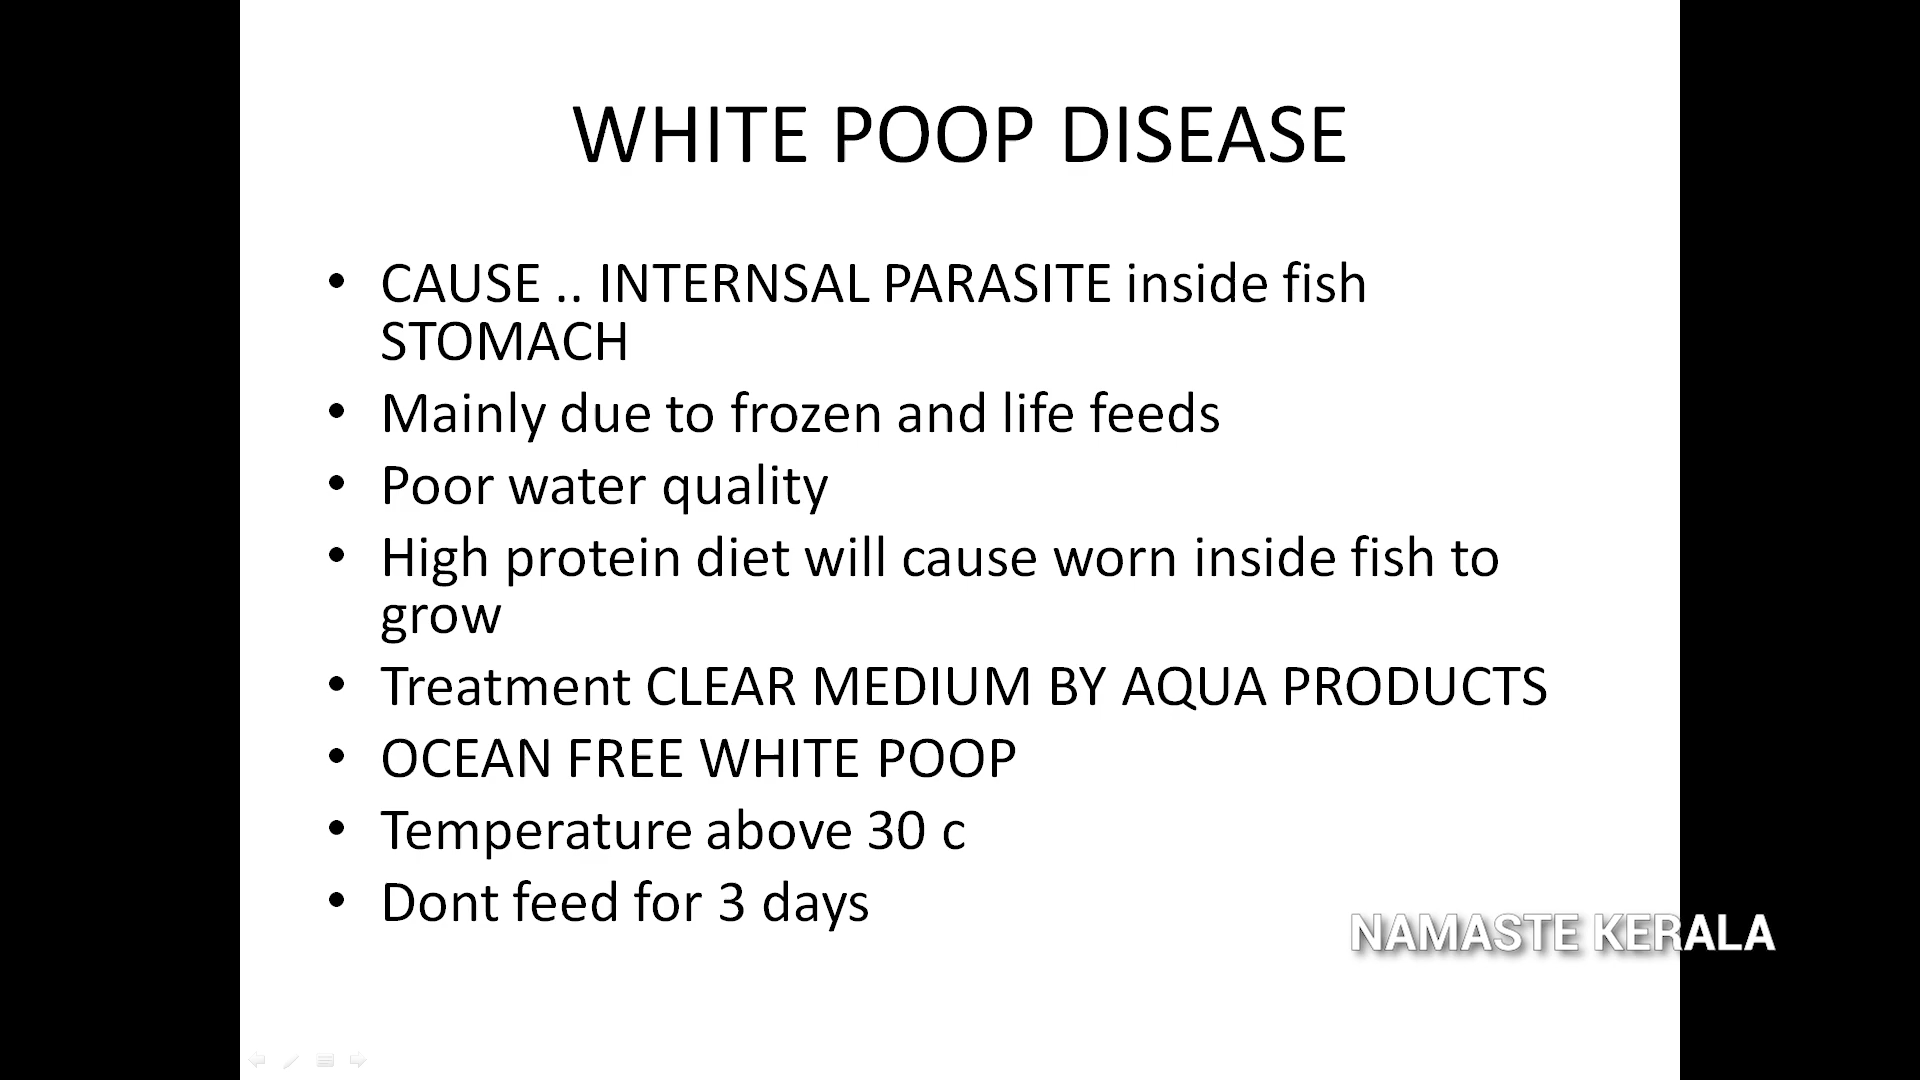 WHITE POOP DISEASE
• CAUSE .. INTERNSAL PARASITE inside fish
STOMACH
• Mainly due to frozen and life feeds
• Poor water quality
• High protein diet will cause worn inside fish to
grow
• Treatment CLEAR MEDIUM BY AQUA PRODUCTS
• OCEAN FREE WHITE POOP
• Temperature above 30 c
• Dont feed for 3 days
NAMASTE KERALA